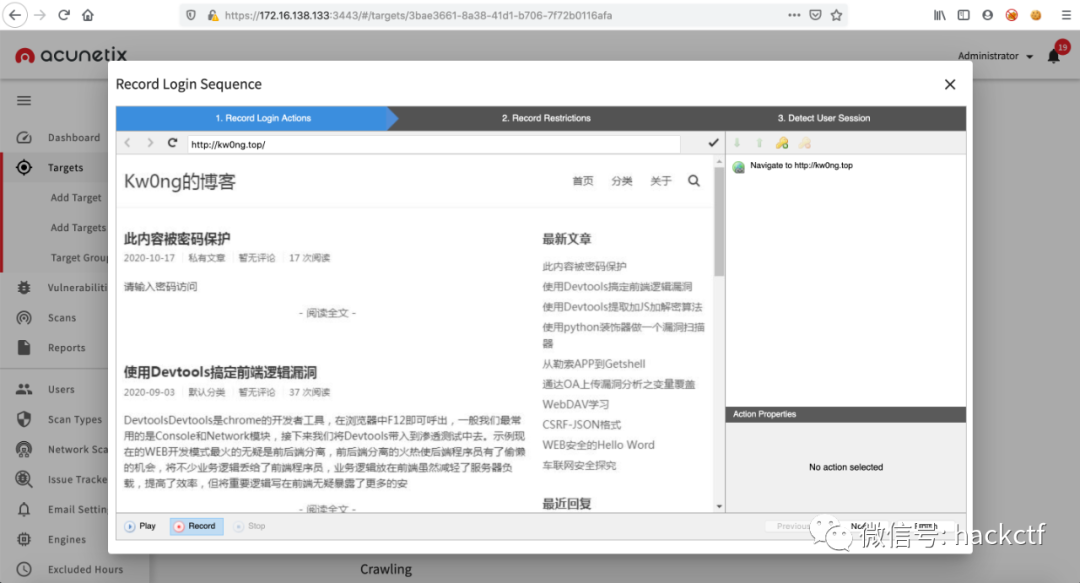 https://172.16.138.133:3443/#/targets/3bae3661-8a38-41d1-b706-7f72b0116afa
acunetix
Administrator
19
Dashboard
Targets
Add Target
Add Targets
Target Grou
Vulnerabiliti
Scans
Reports
Users
Scan Types
Network Sca
Issue Tracke
Email Settin
Engines
Excluded Hours
Record Login Sequence
1. Record Login Actions
2. Record Restrictions
3. Detect User Session
http://kw0ng.top/
Kw0ng的博客
首页 分类 关于
此内容被密码保护
2020-10-17 私有文章 暂无评论 17 次阅读
请输入密码访问
- 阅读全文 -
使用Devtools搞定前端逻辑漏洞
2020-09-03 默认分类 暂无评论 37 次阅读
DevtoolsDevtools是chrome的开发者工具，在浏览器中F12即可呼出，一般我们最常
用的是Console和Network模块，接下来我们将Devtools带入到渗透测试中去。示例现
在的WEB开发模式最火的无疑是前后端分离，前后端分离的火热使后端程序员有了偷懒
的机会，将不少业务逻辑丢给了前端程序员，业务逻辑放在前端虽然减轻了服务器负
载，提高了效率，但将重要逻辑写在前端无疑暴露了更多的安
- 阅读全文 -
最新文章
此内容被密码保护
使用Devtools搞定前端逻辑漏洞
使用Devtools提取加JS加解密算法
使用python装饰器做一个漏洞扫描
器
从勒索APP到Getshell
通达OA上传漏洞分析之变量覆盖
WebDAV学习
CSRF-JSON格式
WEB安全的Hello Word
车联网安全探究
最近回复
Navigate to http://kw0ng.top
Action Properties
No action selected
Play
Record
Stop
Previous
微信号: hackctf
Crawling